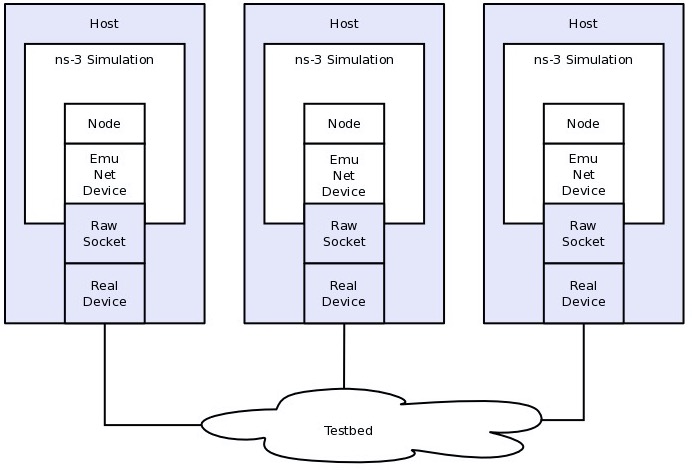 Host
ns-3 Simulation
Node
Emu
Net
Device
Raw
Socket
Real
Device
Host
ns-3 Simulation
Node
Emu
Net
Device
Raw
Socket
Real
Device
Host
ns-3 Simulation
Node
Emu
Net
Device
Raw
Socket
Real
Device
Testbed